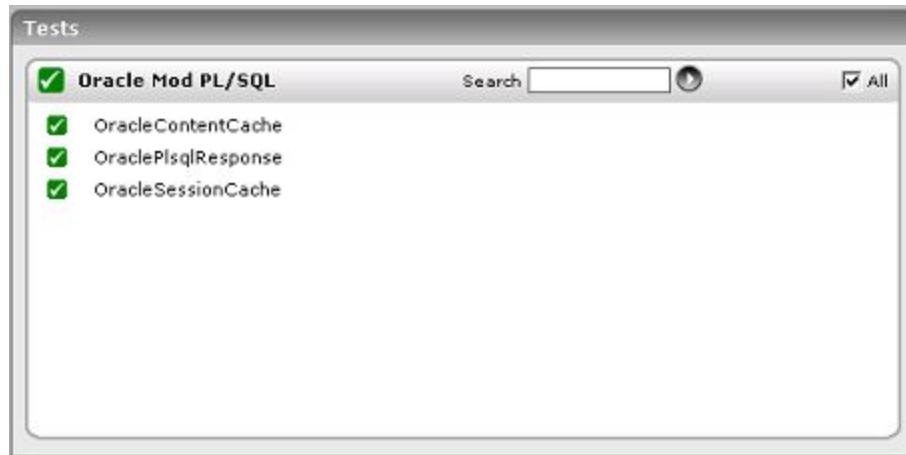 Tests
Oracle Mod PL/SQL Search All
OracleContentCache
OraclePlsqlResponse
OracleSessionCache